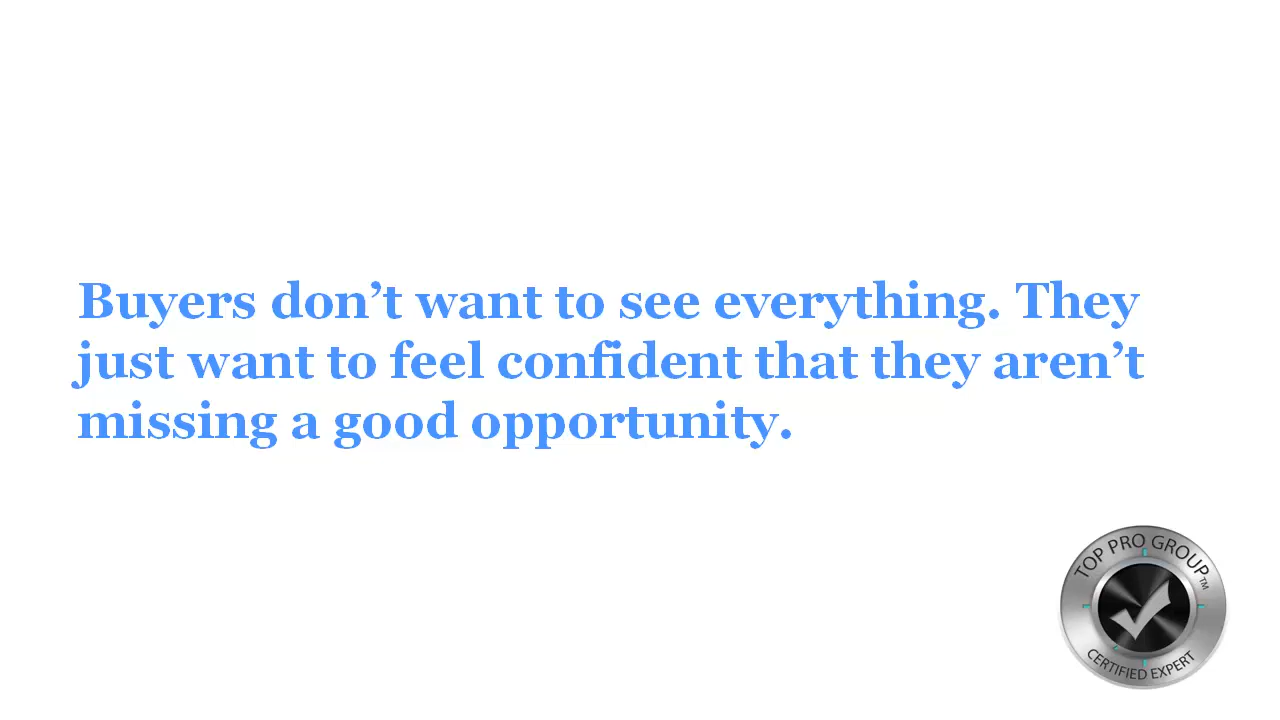 Buyers don’t want to see everything. They
just want to feel confident that they aren’t
missing a good opportunity.
TOP PRO GROUP™
CERTIFIED EXPERT